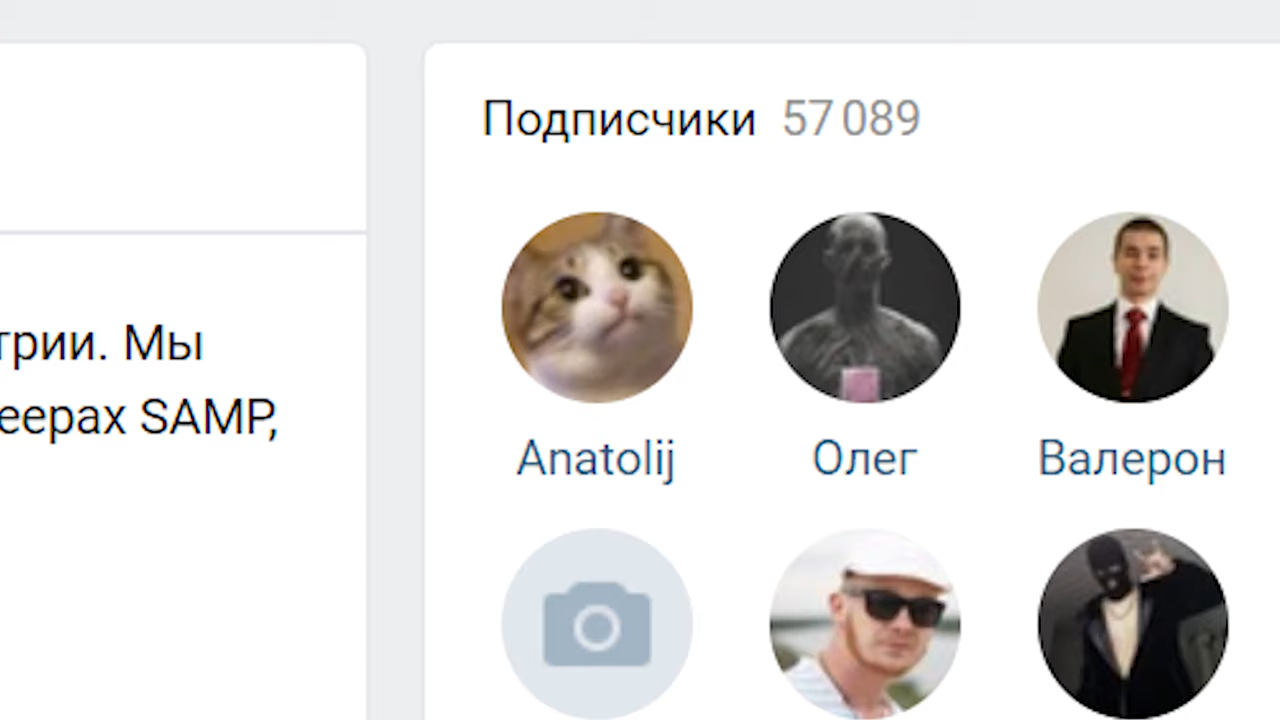 Подписчики 57 089
трии. Мы
еерах SAMP,
Anatolij Олег Валерон